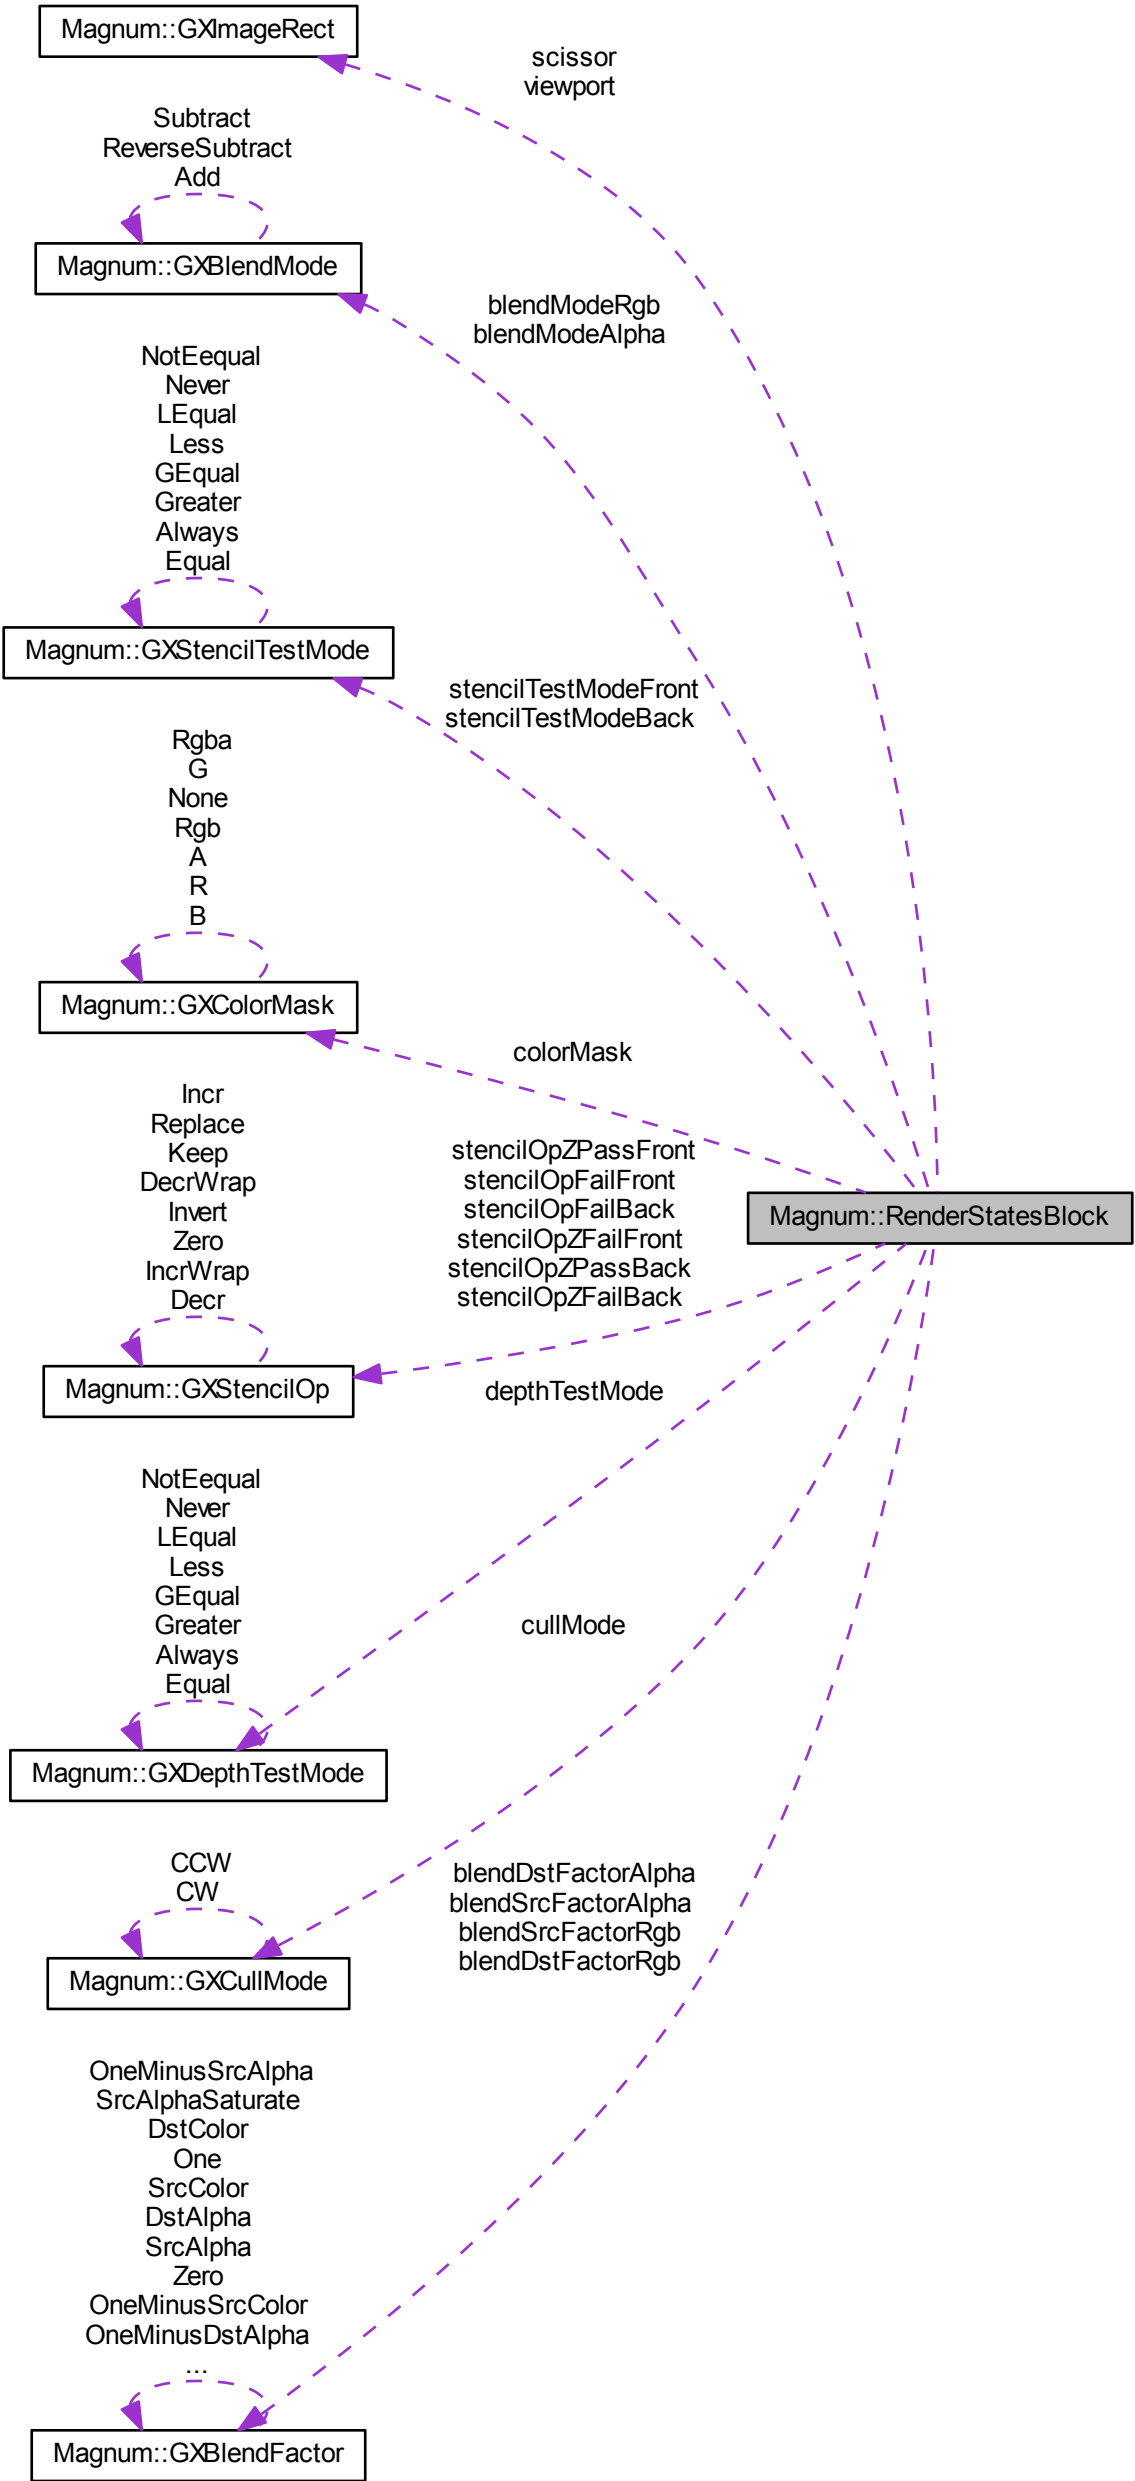 Magnum::GXImageRect
scissor
viewport
Subtract
ReverseSubtract
Add
Magnum::GXBlendMode
blendModeRgb
blendModeAlpha
NotEequal
Never
LEqual
Less
GEqual
Greater
Always
Equal
Magnum::GXStencilTestMode
stencilTestModeFront
stencilTestModeBack
Rgba
G
None
Rgb
A
R
B
Magnum::GXColorMask
colorMask
Incr
Replace
Keep
DecrWrap
Invert
Zero
IncrWrap
Decr
stencilOpZPassFront
stencilOpFailFront
stencilOpFailBack
stencilOpZFailFront
stencilOpZPassBack
stencilOpZFailBack
Magnum::RenderStatesBlock
Magnum::GXStencilOp
depthTestMode
NotEequal
Never
LEqual
Less
GEqual
Greater
Always
Equal
cullMode
Magnum::GXDepthTestMode
CCW
CW
Magnum::GXCullMode
blendDstFactorAlpha
blendSrcFactorAlpha
blendSrcFactorRgb
blendDstFactorRgb
OneMinusSrcAlpha
SrcAlphaSaturate
DstColor
One
SrcColor
DstAlpha
SrcAlpha
Zero
OneMinusSrcColor
OneMinusDstAlpha
...
Magnum::GXBlendFactor